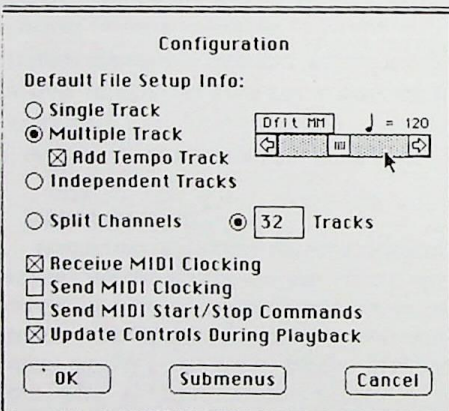 Configuration
Default File Setup Info:
Single Track
Multiple Track
Dflt MM ♩ = 120
Add Tempo Track
Independent Tracks
Split Channels 32 Tracks
Receive MIDI Clocking
Send MIDI Clocking
Send MIDI Start/Stop Commands
Update Controls During Playback
OK Submenus Cancel